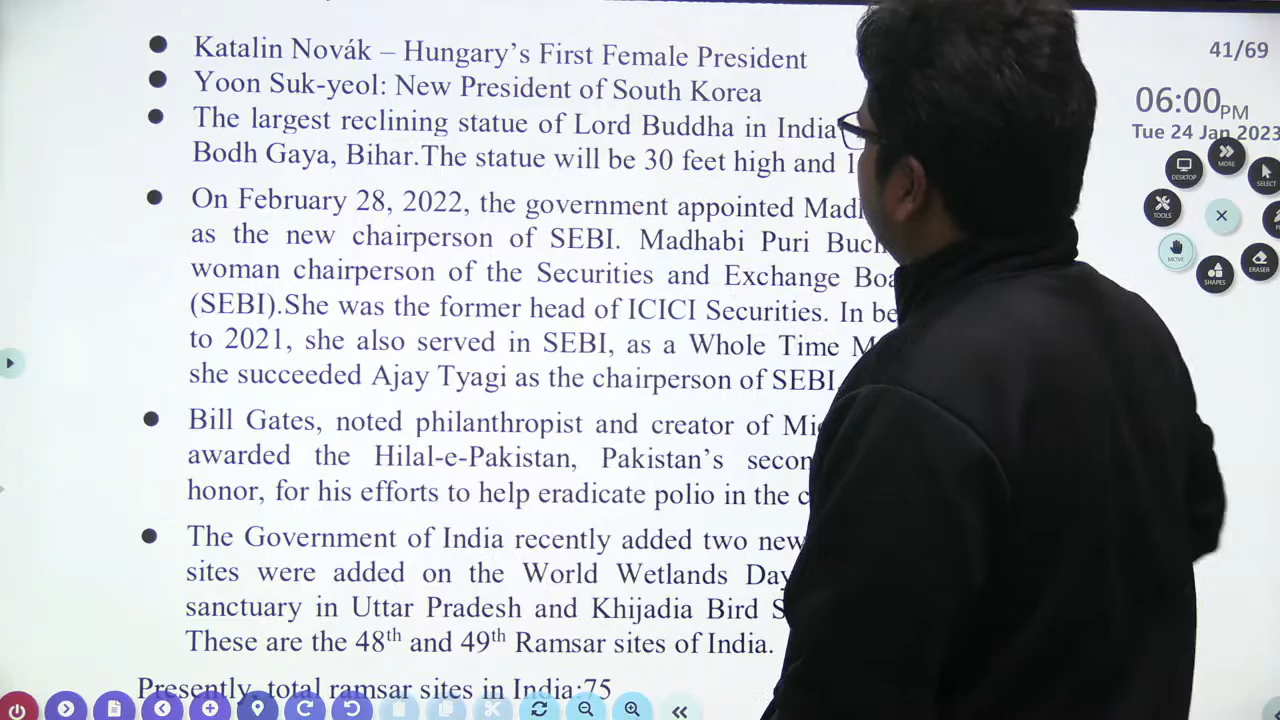 41/69
Katalin Novák – Hungary's First Female President
Yoon Suk-yeol: New President of South Korea
06:00PM
Tue 24 Jan 2023
The largest reclining statue of Lord Buddha in India
Bodh Gaya, Bihar.The statue will be 30 feet high and 1
On February 28, 2022, the government appointed
as the new chairperson of SEBI. Madhabi Puri
woman chairperson of the Securities and Exchange
(SEBI).She was the former head of ICICI Securities. In
to 2021, she also served in SEBI, as a Whole Time
she succeeded Ajay Tyagi as the chairperson of SEBI.
Bill Gates, noted philanthropist and creator of
awarded the Hilal-e-Pakistan, Pakistan's
honor, for his efforts to help eradicate polio in the
The Government of India recently added two new
sites were added on the World Wetlands
sanctuary in Uttar Pradesh and Khijadia Bird
These are the 48th and 49th Ramsar sites of India.
Presently, total ramsar sites in India:75
MORE
DESKTOP
SELECT
TOOLS
MOVE
SHAPES
ERASER